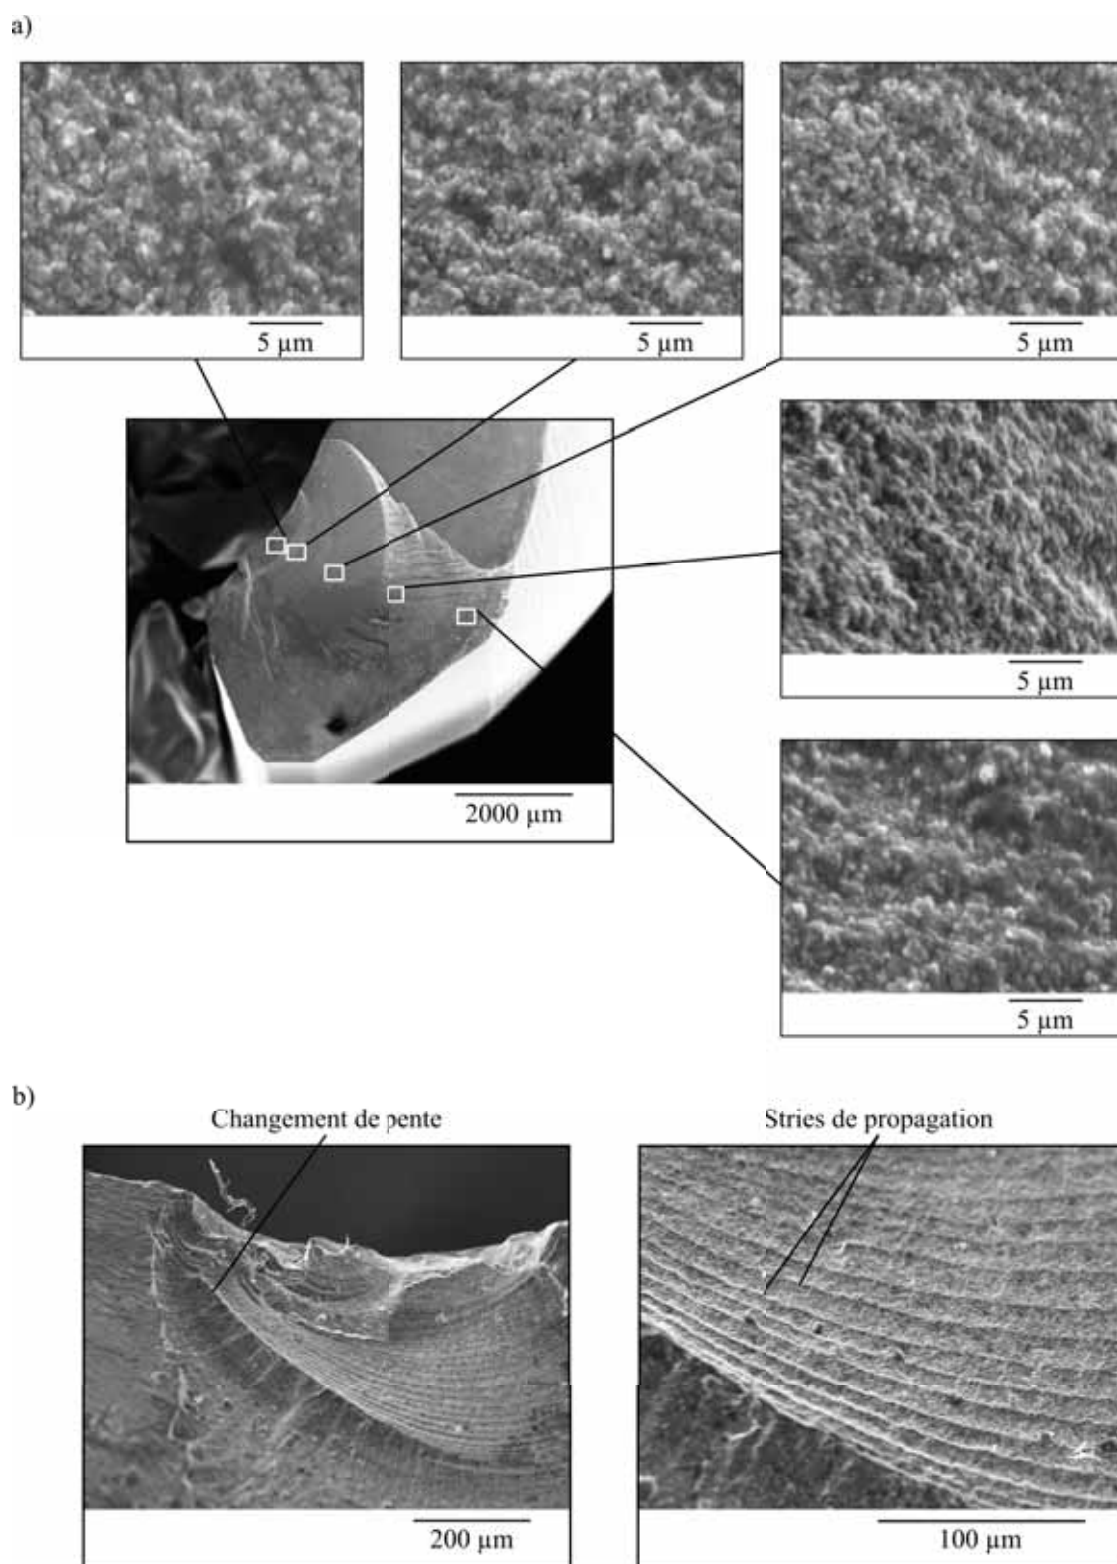 a)
5 µm
5 µm
5 µm
5 µm
2000 µm
5 µm
b)
Changement de pente
Stries de propagation
200 µm
100 µm